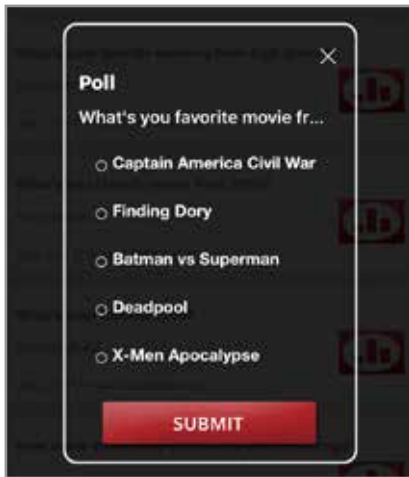 Poll
What's you favorite movie fr...
Captain America Civil War
Finding Dory
Batman vs Superman
Deadpool
X-Men Apocalypse
SUBMIT